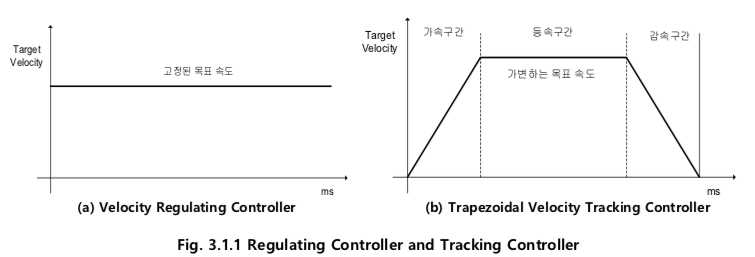 Target
Velocity
고정된 목표 속도
ms
(a) Velocity Regulating Controller
Target
Velocity
가속구간
등속구간
감속구간
가변하는 목표 속도
ms
(b) Trapezoidal Velocity Tracking Controller
Fig. 3.1.1 Regulating Controller and Tracking Controller